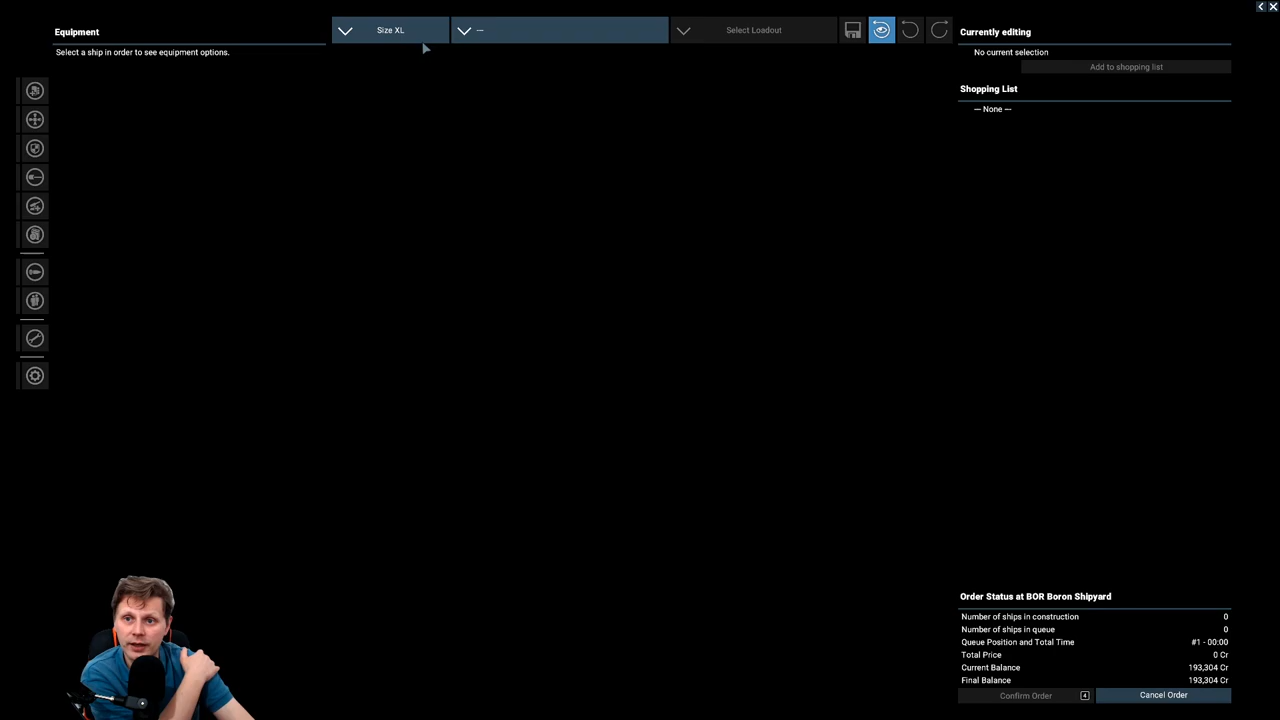 Equipment
Select a ship in order to see equipment options.
Size XL
—
Select Loadout
Currently editing
No current selection
Add to shopping list
Shopping List
— None —
Order Status at BOR Boron Shipyard
Number of ships in construction 0
Number of ships in queue 0
Queue Position and Total Time #1 - 00:00
Total Price 0 Cr
Current Balance 193,304 Cr
Final Balance 193,304 Cr
Confirm Order 4
Cancel Order